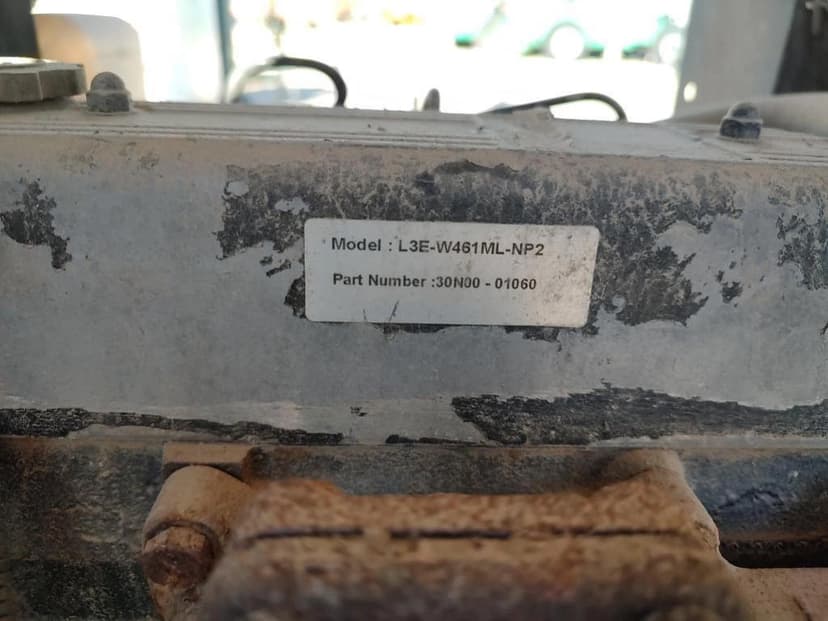 Model : L3E-W461ML-NP2
Part Number :30N00 - 01060